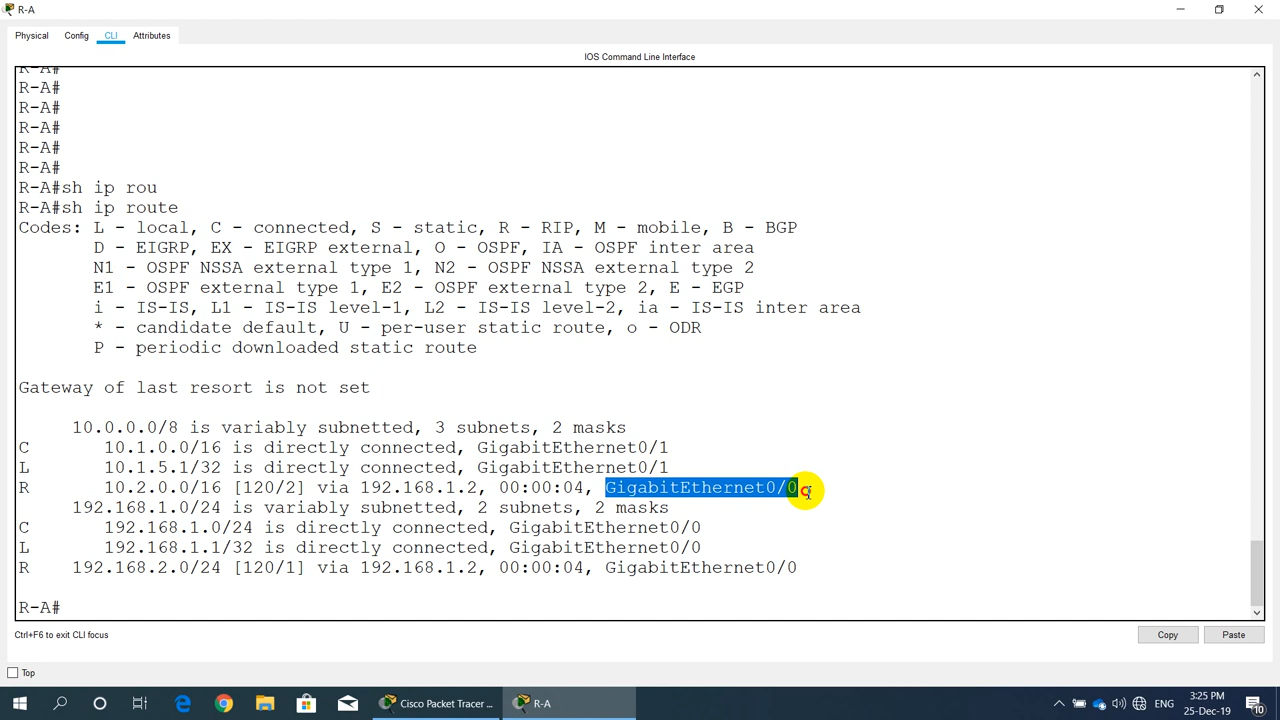 R-A
Physical Config CLI Attributes
IOS Command Line Interface
R-A#
R-A#
R-A#
R-A#
R-A#
R-A#
R-A#sh ip rou
R-A#sh ip route
Codes: L - local, C - connected, S - static, R - RIP, M - mobile, B - BGP
D - EIGRP, EX - EIGRP external, O - OSPF, IA - OSPF inter area
N1 - OSPF NSSA external type 1, N2 - OSPF NSSA external type 2
E1 - OSPF external type 1, E2 - OSPF external type 2, E - EGP
i - IS-IS, L1 - IS-IS level-1, L2 - IS-IS level-2, ia - IS-IS inter area
* - candidate default, U - per-user static route, o - ODR
P - periodic downloaded static route
Gateway of last resort is not set
10.0.0.0/8 is variably subnetted, 3 subnets, 2 masks
C 10.1.0.0/16 is directly connected, GigabitEthernet0/1
L 10.1.5.1/32 is directly connected, GigabitEthernet0/1
R 10.2.0.0/16 [120/2] via 192.168.1.2, 00:00:04, GigabitEthernet0/0
192.168.1.0/24 is variably subnetted, 2 subnets, 2 masks
C 192.168.1.0/24 is directly connected, GigabitEthernet0/0
L 192.168.1.1/32 is directly connected, GigabitEthernet0/0
R 192.168.2.0/24 [120/1] via 192.168.1.2, 00:00:04, GigabitEthernet0/0
R-A#
Ctrl+F6 to exit CLI focus
Copy Paste
Top
Cisco Packet Tracer ... R-A ENG 3:25 PM
25-Dec-19 10